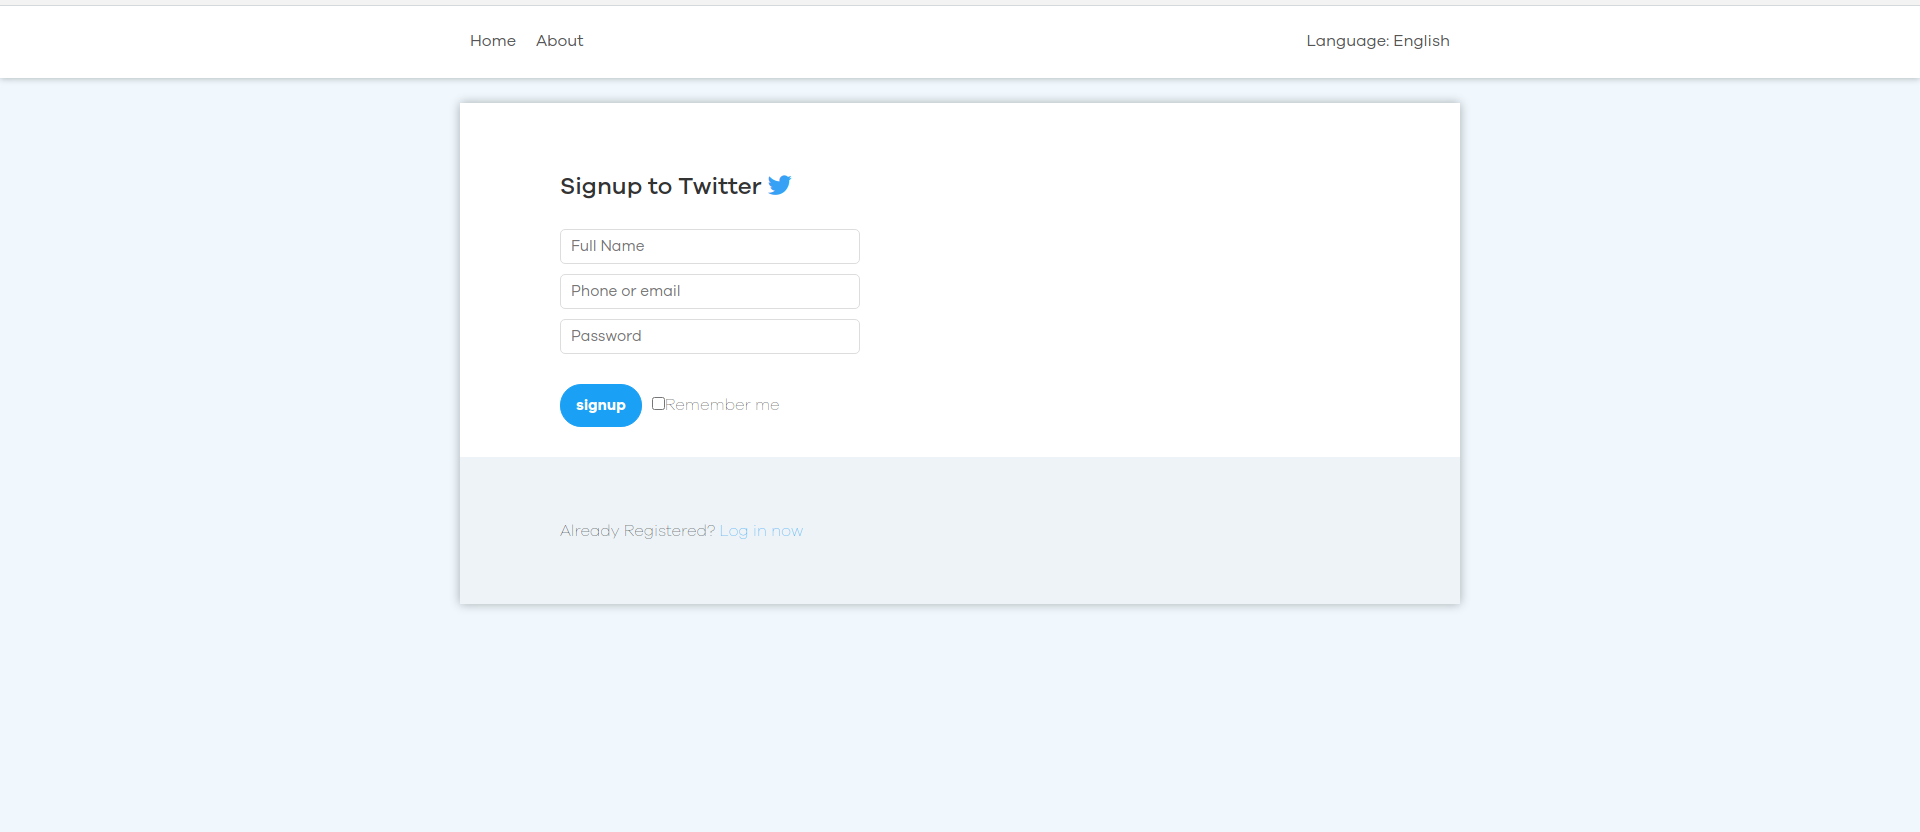 Home About Language: English
Signup to Twitter
Full Name
Phone or email
Password
signup Remember me
Already Registered? Log in now